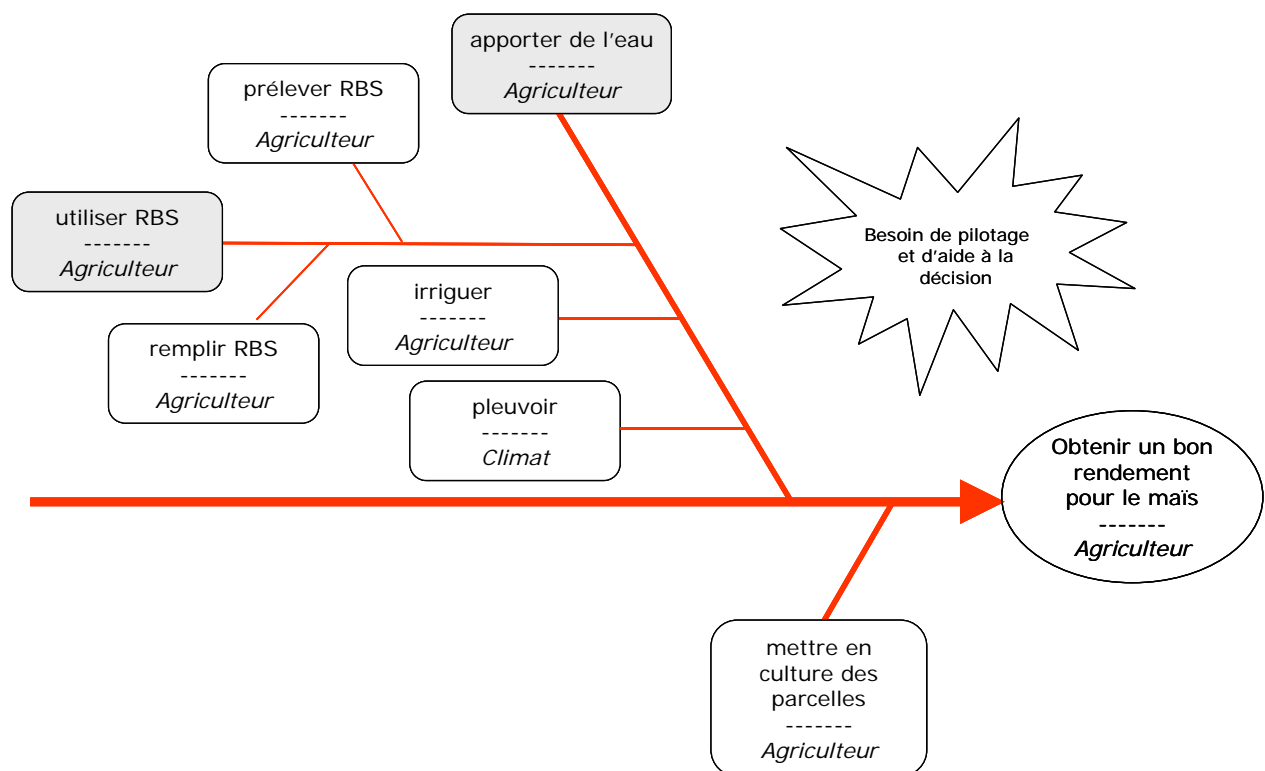 apporter de l'eau
-------
Agriculteur
prélever RBS
-------
Agriculteur
utiliser RBS
-------
Agriculteur
Besoin de pilotage
et d'aide à la
décision
irriguer
-------
Agriculteur
remplir RBS
-------
Agriculteur
pleuvoir
-------
Climat
Obtenir un bon
rendement
pour le maïs
-------
Agriculteur
mettre en
culture des
parcelles
-------
Agriculteur